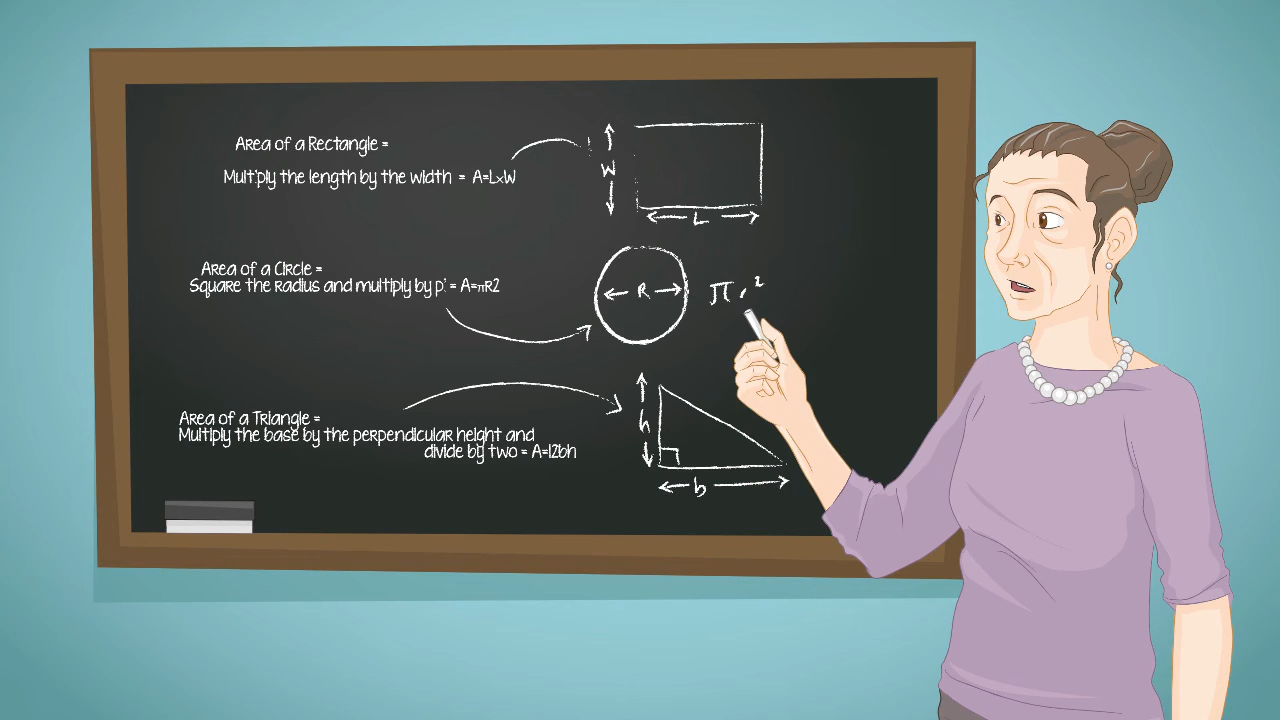 Area of a Rectangle =
Multiply the length by the width = A=LxW
W
L
Area of a Circle =
Square the radius and multiply by pi = A=πR2
R
πr²
Area of a Triangle =
Multiply the base by the perpendicular height and
divide by two = A=12bh
h
b